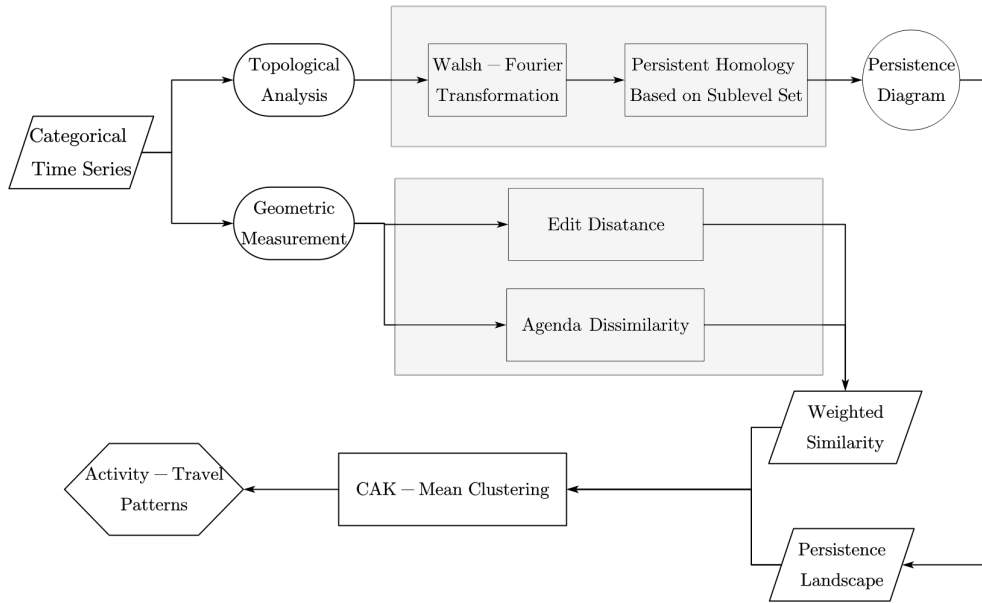 Topological
Analysis
Walsh – Fourier
Transformation
Persistent Homology
Based on Sublevel Set
Persistence
Diagram
Categorical
Time Series
Geometric
Measurement
Edit Disatance
Agenda Dissimilarity
Weighted
Similarity
Activity – Travel
Patterns
CAK – Mean Clustering
Persistence
Landscape